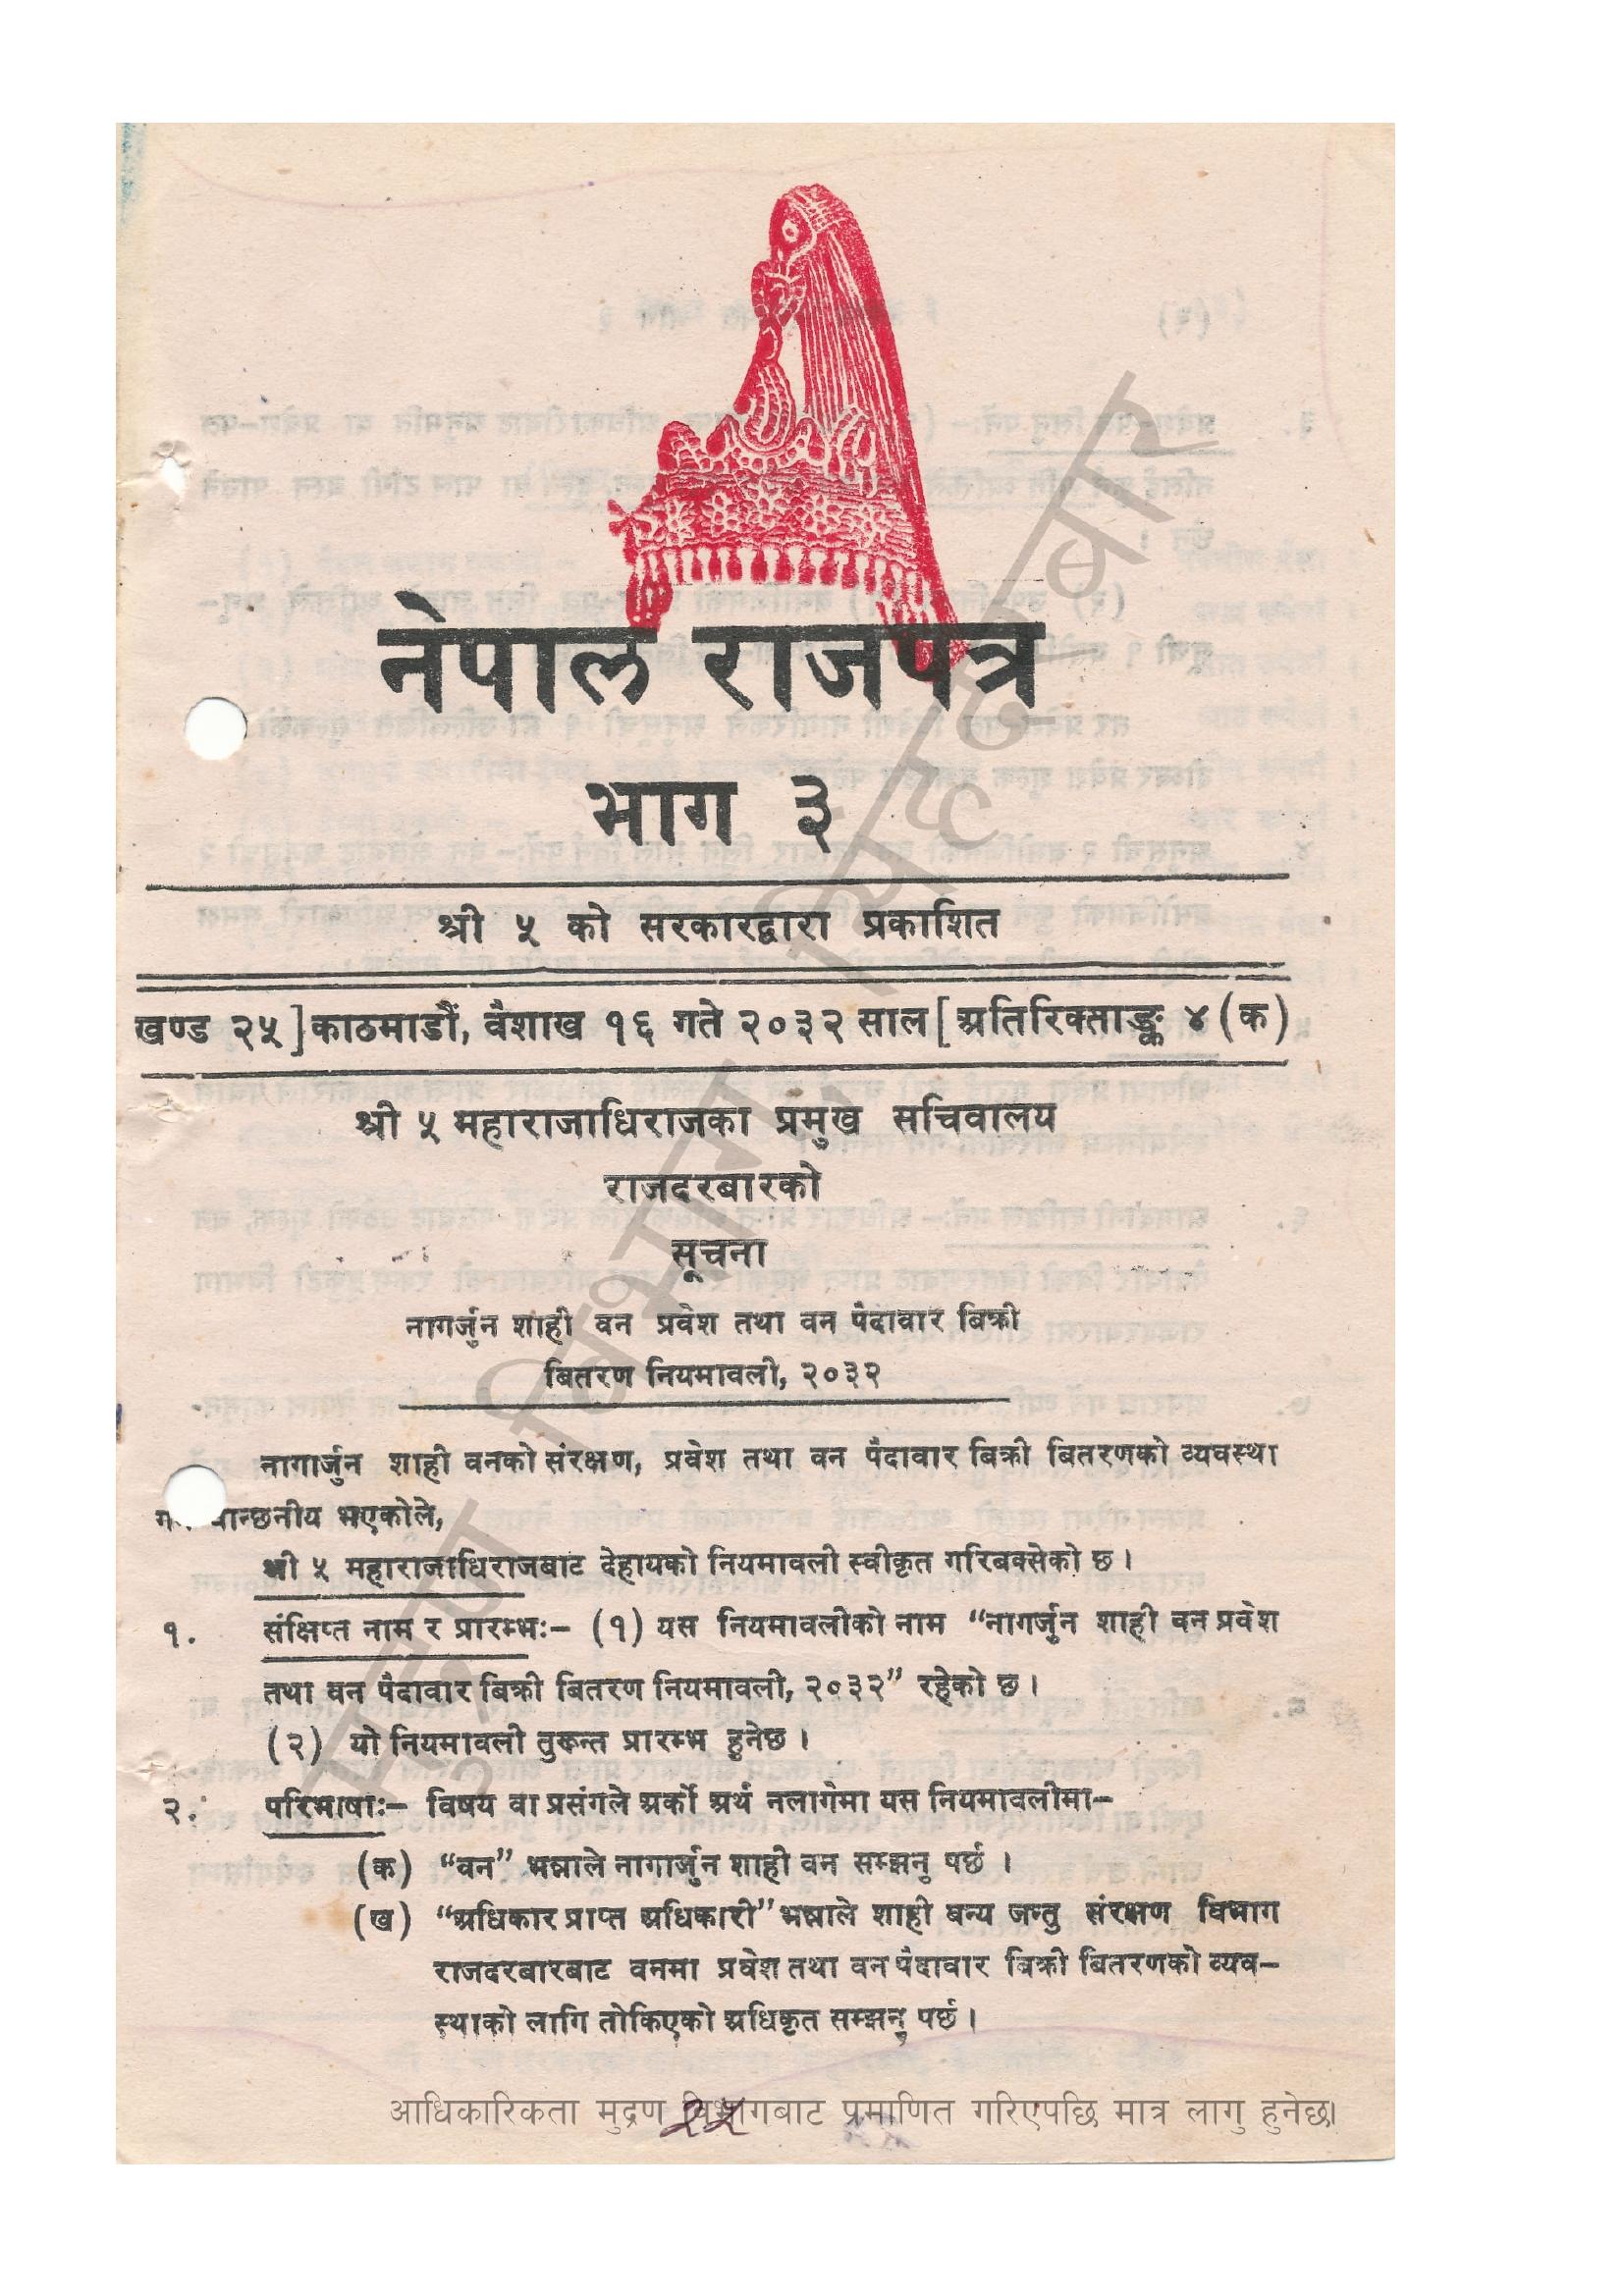 नेपाल राजपत्र
भाग ३
श्री ५ को सरकारद्वारा प्रकाशित
खण्ड २५] काठमाडौं, वैशाख १६ गते २०३२ साल [ अतिरिक्ताङ्क ४ (क)
श्री ५ महाराजाधिराजका प्रमुख सचिवालय
राजदरबारको
सूचना
नागर्जुन शाही वन प्रवेश तथा वन पैदावार बिक्री
बितरण नियमावली, २०३२
नागार्जुन शाही वनको संरक्षण, प्रवेश तथा वन पैदावार बिक्री बितरणको व्यवस्था
वान्छनीय भएकोले,
श्री ५ महाराजाधिराजबाट देहायको नियमावली स्वीकृत गरिबक्सेको छ ।
१. संक्षिप्त नाम र प्रारम्भः– (१) यस नियमावलीको नाम “नागर्जुन शाही वन प्रवेश
तथा वन पैदावार बिक्री बितरण नियमावली, २०३२” रहेको छ ।
(२) यो नियमावली तुरून्त प्रारम्भ हुनेछ ।
२. परिभाषाः– विषय वा प्रसंगले अर्को अर्थ नलागेमा यस नियमावलीमा–
(क) “वन” भन्नाले नागार्जुन शाही वन सम्झनु पर्छ ।
(ख) “अधिकार प्राप्त अधिकारी” भन्नाले शाही वन्य जन्तु संरक्षण विभाग
राजदरबारबाट वनमा प्रवेश तथा वन पैदावार बिक्री बितरणको व्यव–
स्थाको लागि तोकिएको अधिकृत सम्झनु पर्छ ।
आधिकारिकता मुद्रण विभागबाट प्रमाणित गरिएपछि मात्र लागु हुनेछ।
२५
मुद्रण विभाग, सिंहदरबार